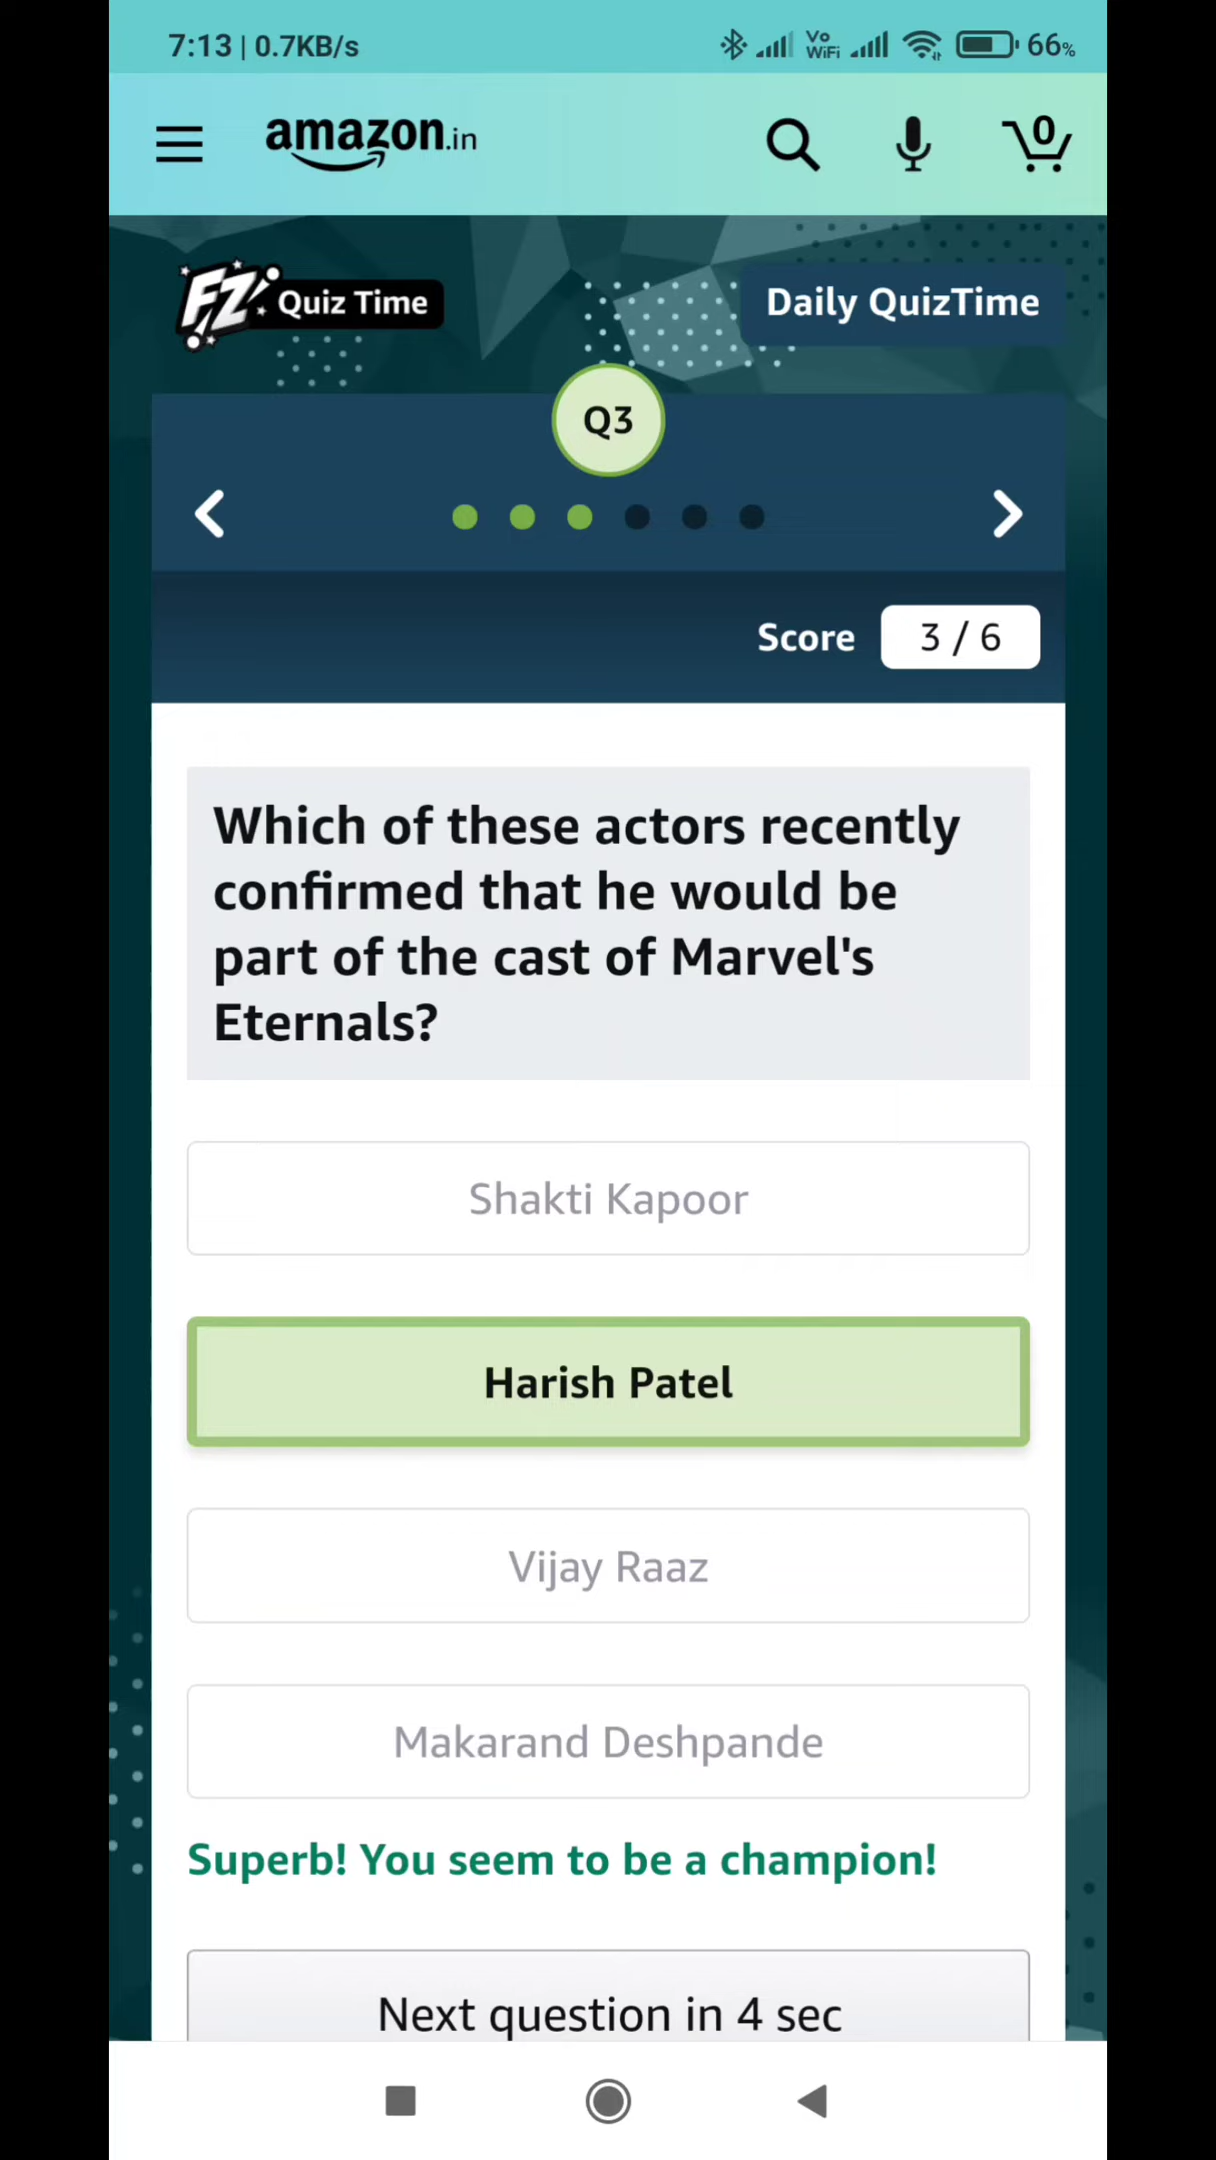 7:13 | 0.7KB/s Vo WiFi 66%
amazon.in 0
FZ Quiz Time Daily QuizTime
Q3
Score 3 / 6
Which of these actors recently
confirmed that he would be
part of the cast of Marvel's
Eternals?
Shakti Kapoor
Harish Patel
Vijay Raaz
Makarand Deshpande
Superb! You seem to be a champion!
Next question in 4 sec